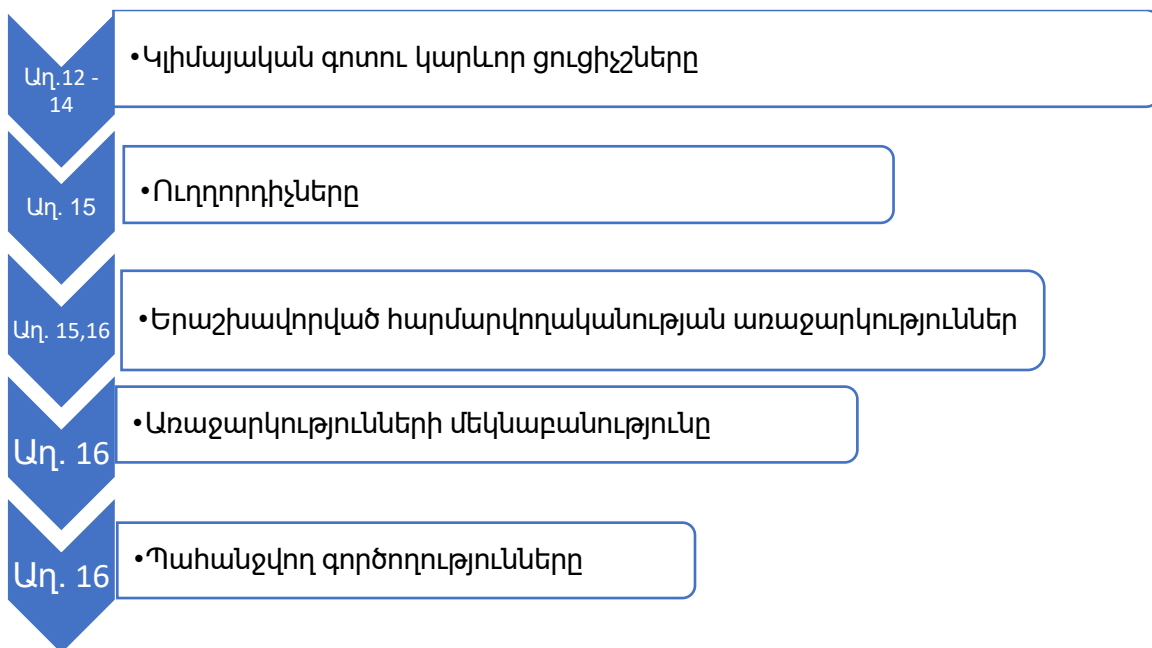 Աղ.12 -
14
•Կլիմայական գոտու կարևոր ցուցիչշները
Աղ. 15
•Ուղղորդիչները
Աղ. 15,16
•Երաշխավորված հարմարվողականության առաջարկություններ
Աղ. 16
•Առաջարկությունների մեկնաբանությունը
Աղ. 16
•Պահանջվող գործողությունները